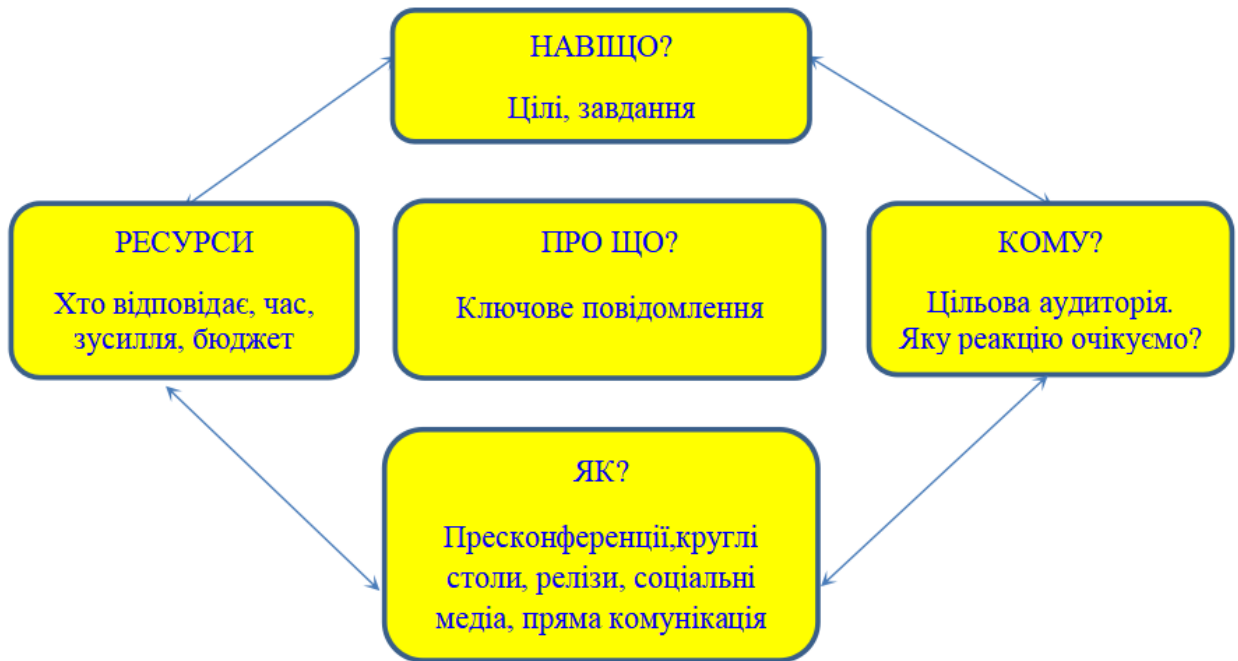 НАВІЩО?
Цілі, завдання
РЕСУРСИ
Хто відповідає, час,
зусилля, бюджет
ПРО ЩО?
Ключове повідомлення
КОМУ?
Цільова аудиторія.
Яку реакцію очікуємо?
ЯК?
Пресконференції,круглі
столи, релізи, соціальні
медіа, пряма комунікація